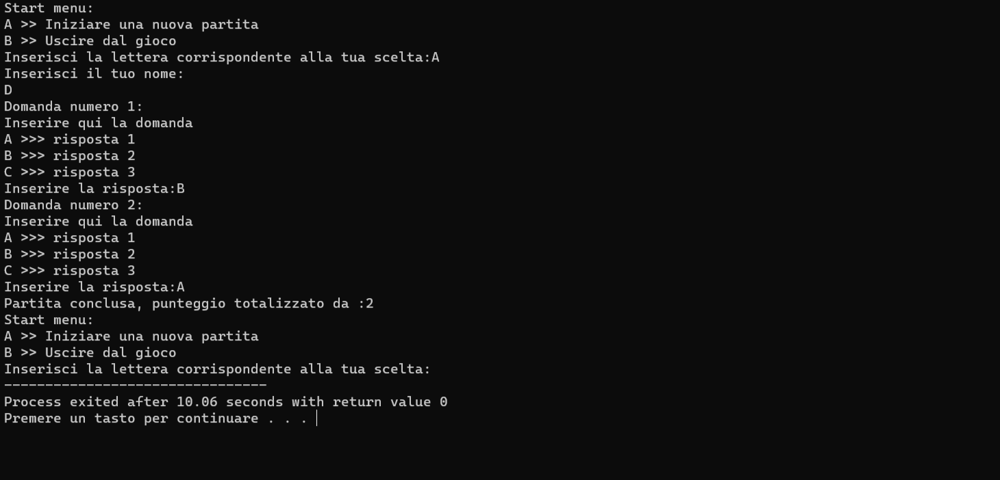 Start menu:
A >> Iniziare una nuova partita
B >> Uscire dal gioco
Inserisci la lettera corrispondente alla tua scelta:A
Inserisci il tuo nome:
D
Domanda numero 1:
Inserire qui la domanda
A >>> risposta 1
B >>> risposta 2
C >>> risposta 3
Inserire la risposta:B
Domanda numero 2:
Inserire qui la domanda
A >>> risposta 1
B >>> risposta 2
C >>> risposta 3
Inserire la risposta:A
Partita conclusa, punteggio totalizzato da :2
Start menu:
A >> Iniziare una nuova partita
B >> Uscire dal gioco
Inserisci la lettera corrispondente alla tua scelta:
--------------------------------
Process exited after 10.06 seconds with return value 0
Premere un tasto per continuare . . .